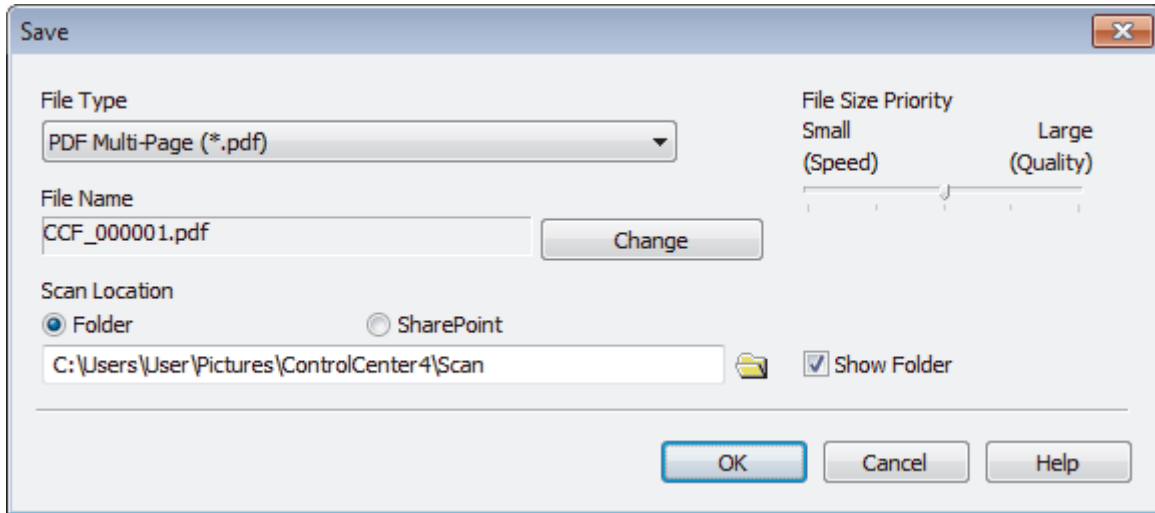 Save
File Type
PDF Multi-Page (*.pdf)
File Name
CCF_000001.pdf
Change
Scan Location
Folder
SharePoint
C:\Users\User\Pictures\ControlCenter4\Scan
File Size Priority
Small
Large
(Speed)
(Quality)
Show Folder
OK
Cancel
Help